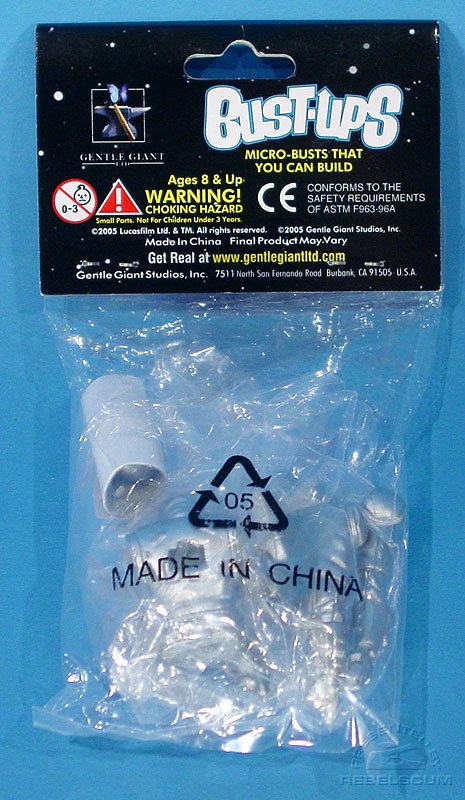 BUST-UPS™
GENTLE GIANT
LTD
MICRO-BUSTS THAT
YOU CAN BUILD
0-3
Ages 8 & Up
WARNING!
CHOKING HAZARD
Small Parts. Not For Children Under 3 Years.
CE
CONFORMS TO THE
SAFETY REQUIREMENTS
OF ASTM F963-96A
©2005 Lucasfilm Ltd. & TM. All rights reserved. ©2005 Gentle Giant Studios, Inc.
Made In China Final Product May Vary
Get Real at www.gentlegiantltd.com
Gentle Giant Studios, Inc. 7511 North San Fernando Road Burbank, CA 91505 U.S.A.
05
MADE IN CHINA
PRESENTED BY
REBELSCUM